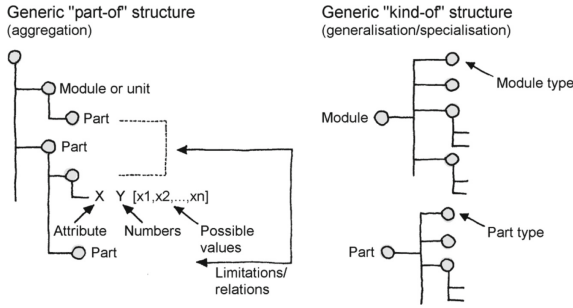 Generic "part-of" structure
(aggregation)
Module or unit
Part
Part
X Y [x1,x2,...,xn]
Attribute Numbers Possible
values
Part
Limitations/
relations
Generic "kind-of" structure
(generalisation/specialisation)
Module type
Module
Part type
Part